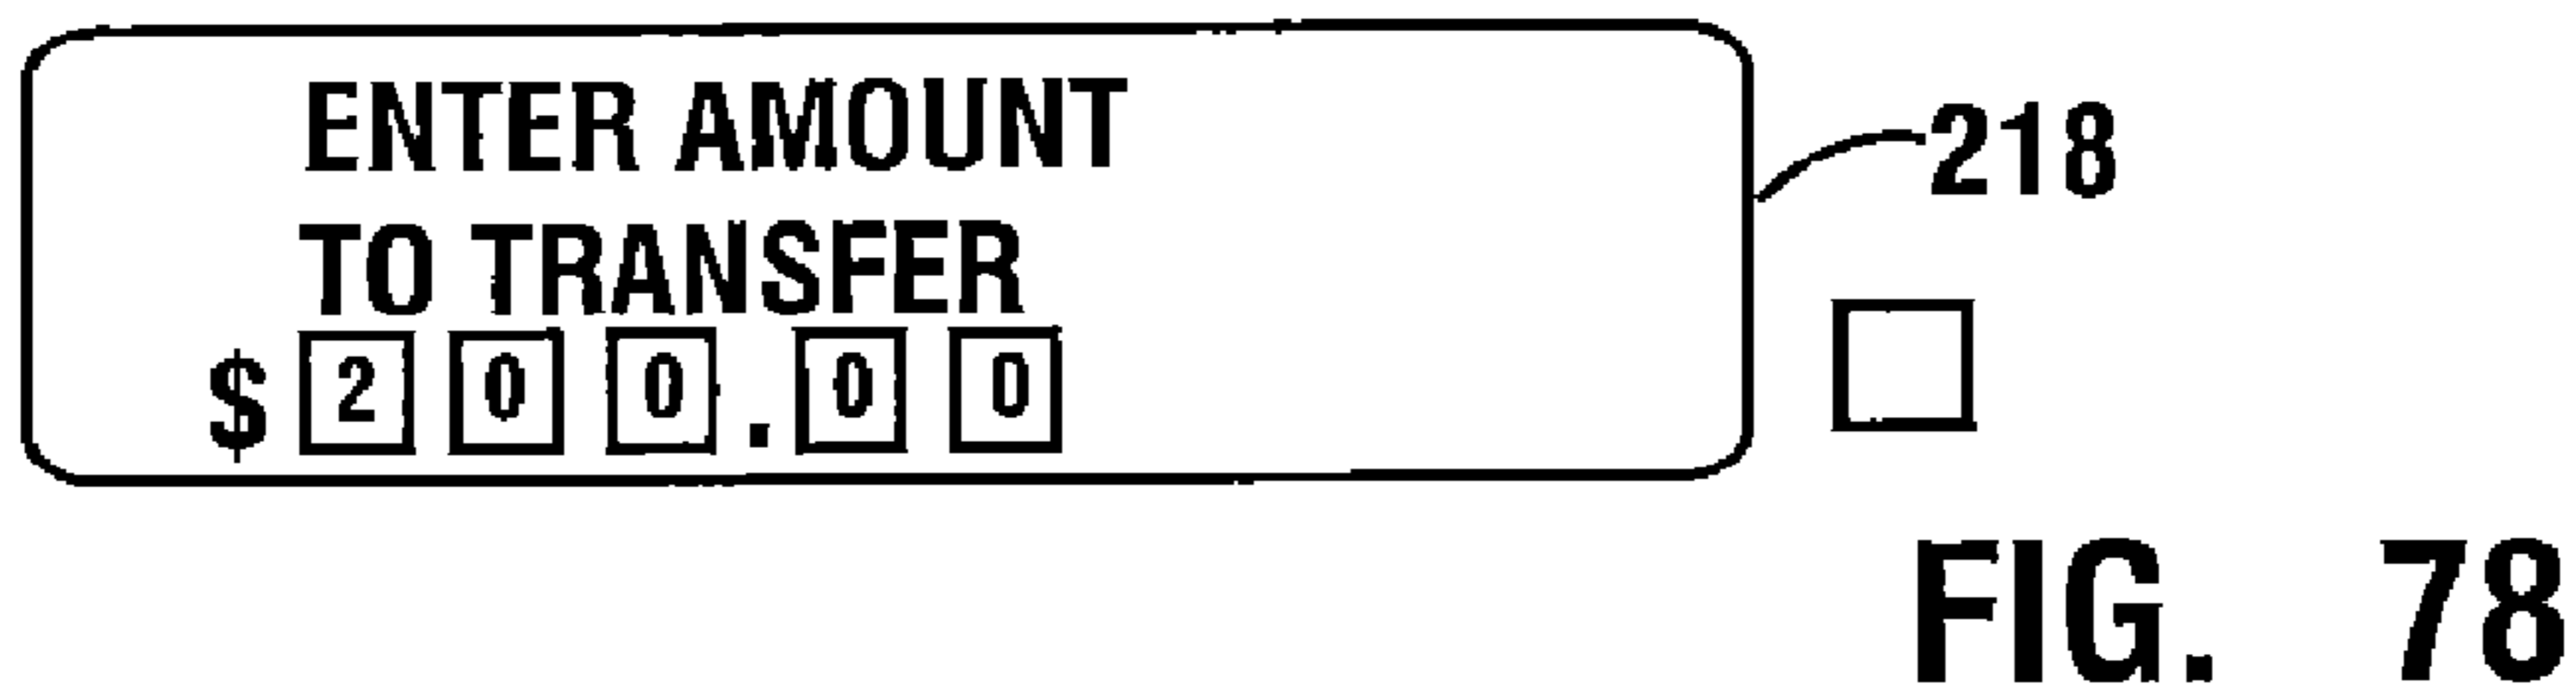 ENTER AMOUNT
TO TRANSFER
$ 2 0 0 . 0 0
218
FIG. 78